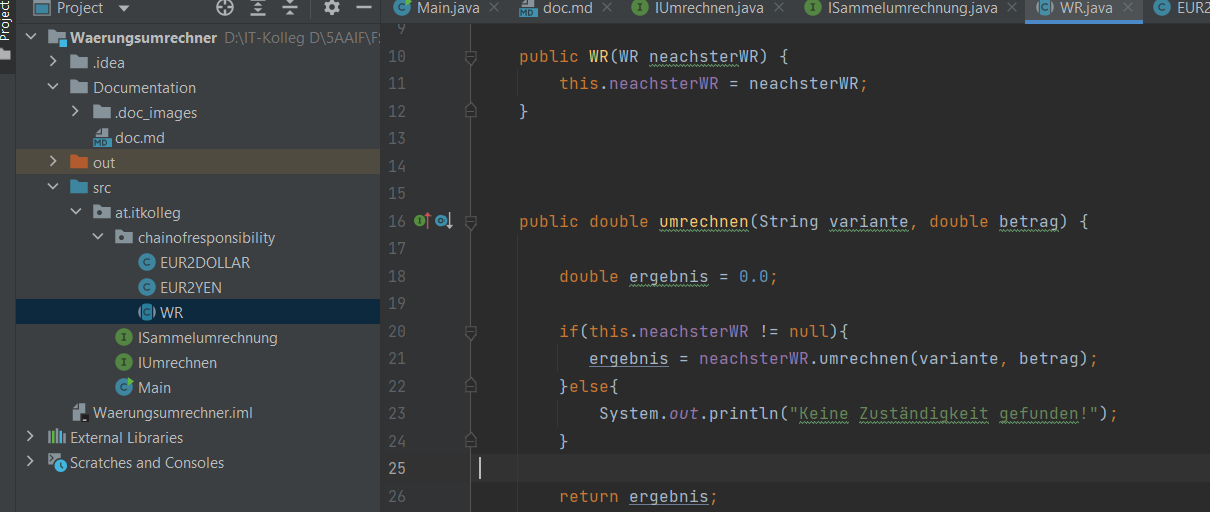 Project
Project
Main.java
doc.md
IUmrechnen.java
ISammelumrechnung.java
WR.java
EUR2
Waerungsumrechner D:\IT-Kolleg D\5AAIF\F
.idea
Documentation
.doc_images
doc.md
out
src
at.itkolleg
chainofresponsibility
EUR2DOLLAR
EUR2YEN
WR
ISammelumrechnung
IUmrechnen
Main
Waerungsumrechner.iml
External Libraries
Scratches and Consoles
9
10 public WR(WR neachsterWR) {
11 this.neachsterWR = neachsterWR;
12 }
13
14
15
16 public double umrechnen(String variante, double betrag) {
17
18 double ergebnis = 0.0;
19
20 if(this.neachsterWR != null){
21 ergebnis = neachsterWR.umrechnen(variante, betrag);
22 }else{
23 System.out.println("Keine Zuständigkeit gefunden!");
24 }
25
26 return ergebnis;